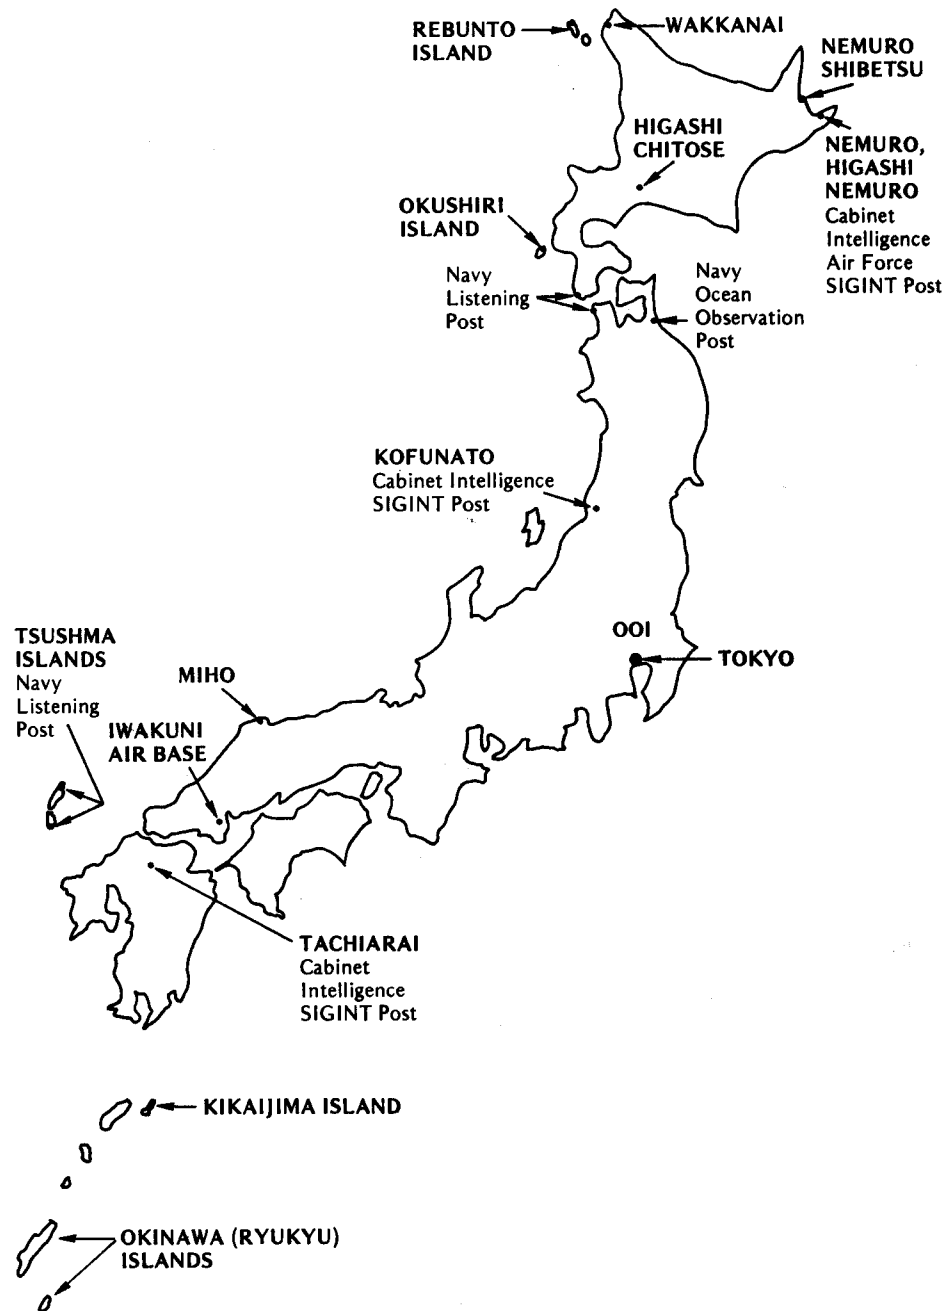 REBUNTO
ISLAND
WAKKANAI
NEMURO
SHIBETSU
HIGASHI
CHITOSE
NEMURO,
HIGASHI
NEMURO
Cabinet
Intelligence
Air Force
SIGINT Post
OKUSHIRI
ISLAND
Navy
Listening
Post
Navy
Ocean
Observation
Post
KOFUNATO
Cabinet Intelligence
SIGINT Post
OOI
TOKYO
TSUSHMA
ISLANDS
Navy
Listening
Post
MIHO
IWAKUNI
AIR BASE
TACHIARAI
Cabinet
Intelligence
SIGINT Post
KIKAIJIMA ISLAND
OKINAWA (RYUKYU)
ISLANDS